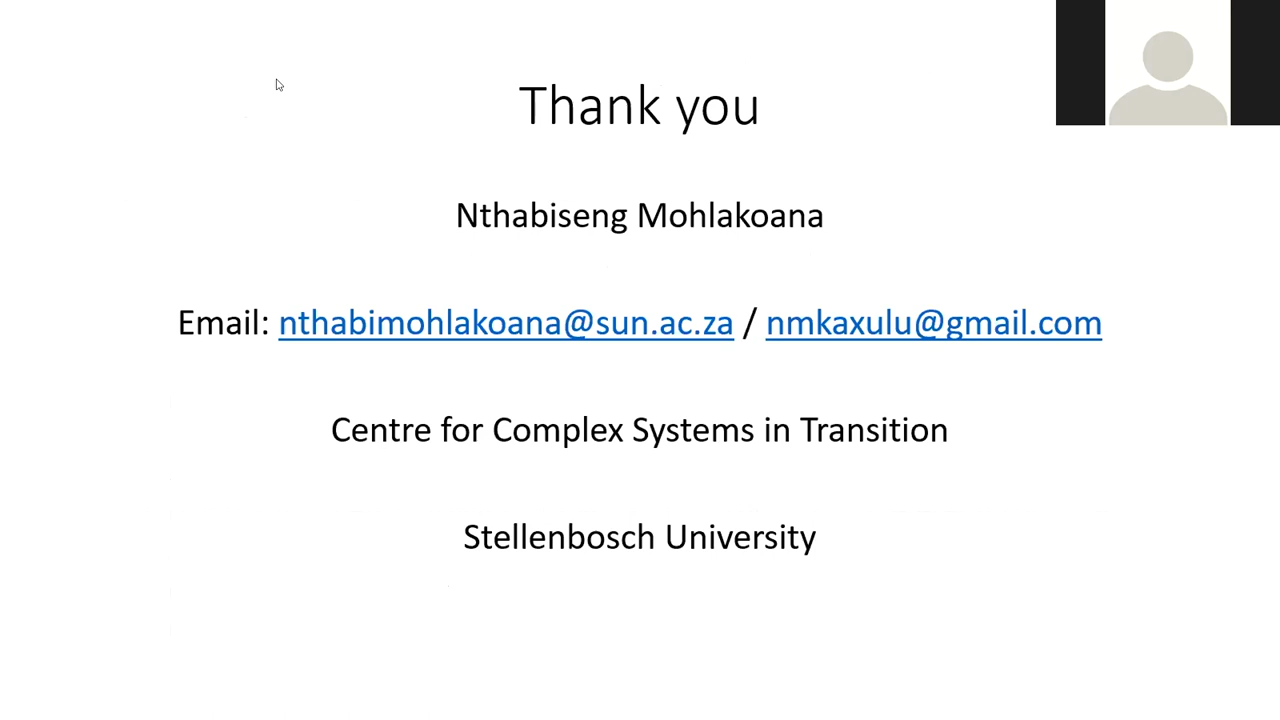 Thank you
Nthabiseng Mohlakoana
Email: nthabimohlakoana@sun.ac.za / nmkaxulu@gmail.com
Centre for Complex Systems in Transition
Stellenbosch University